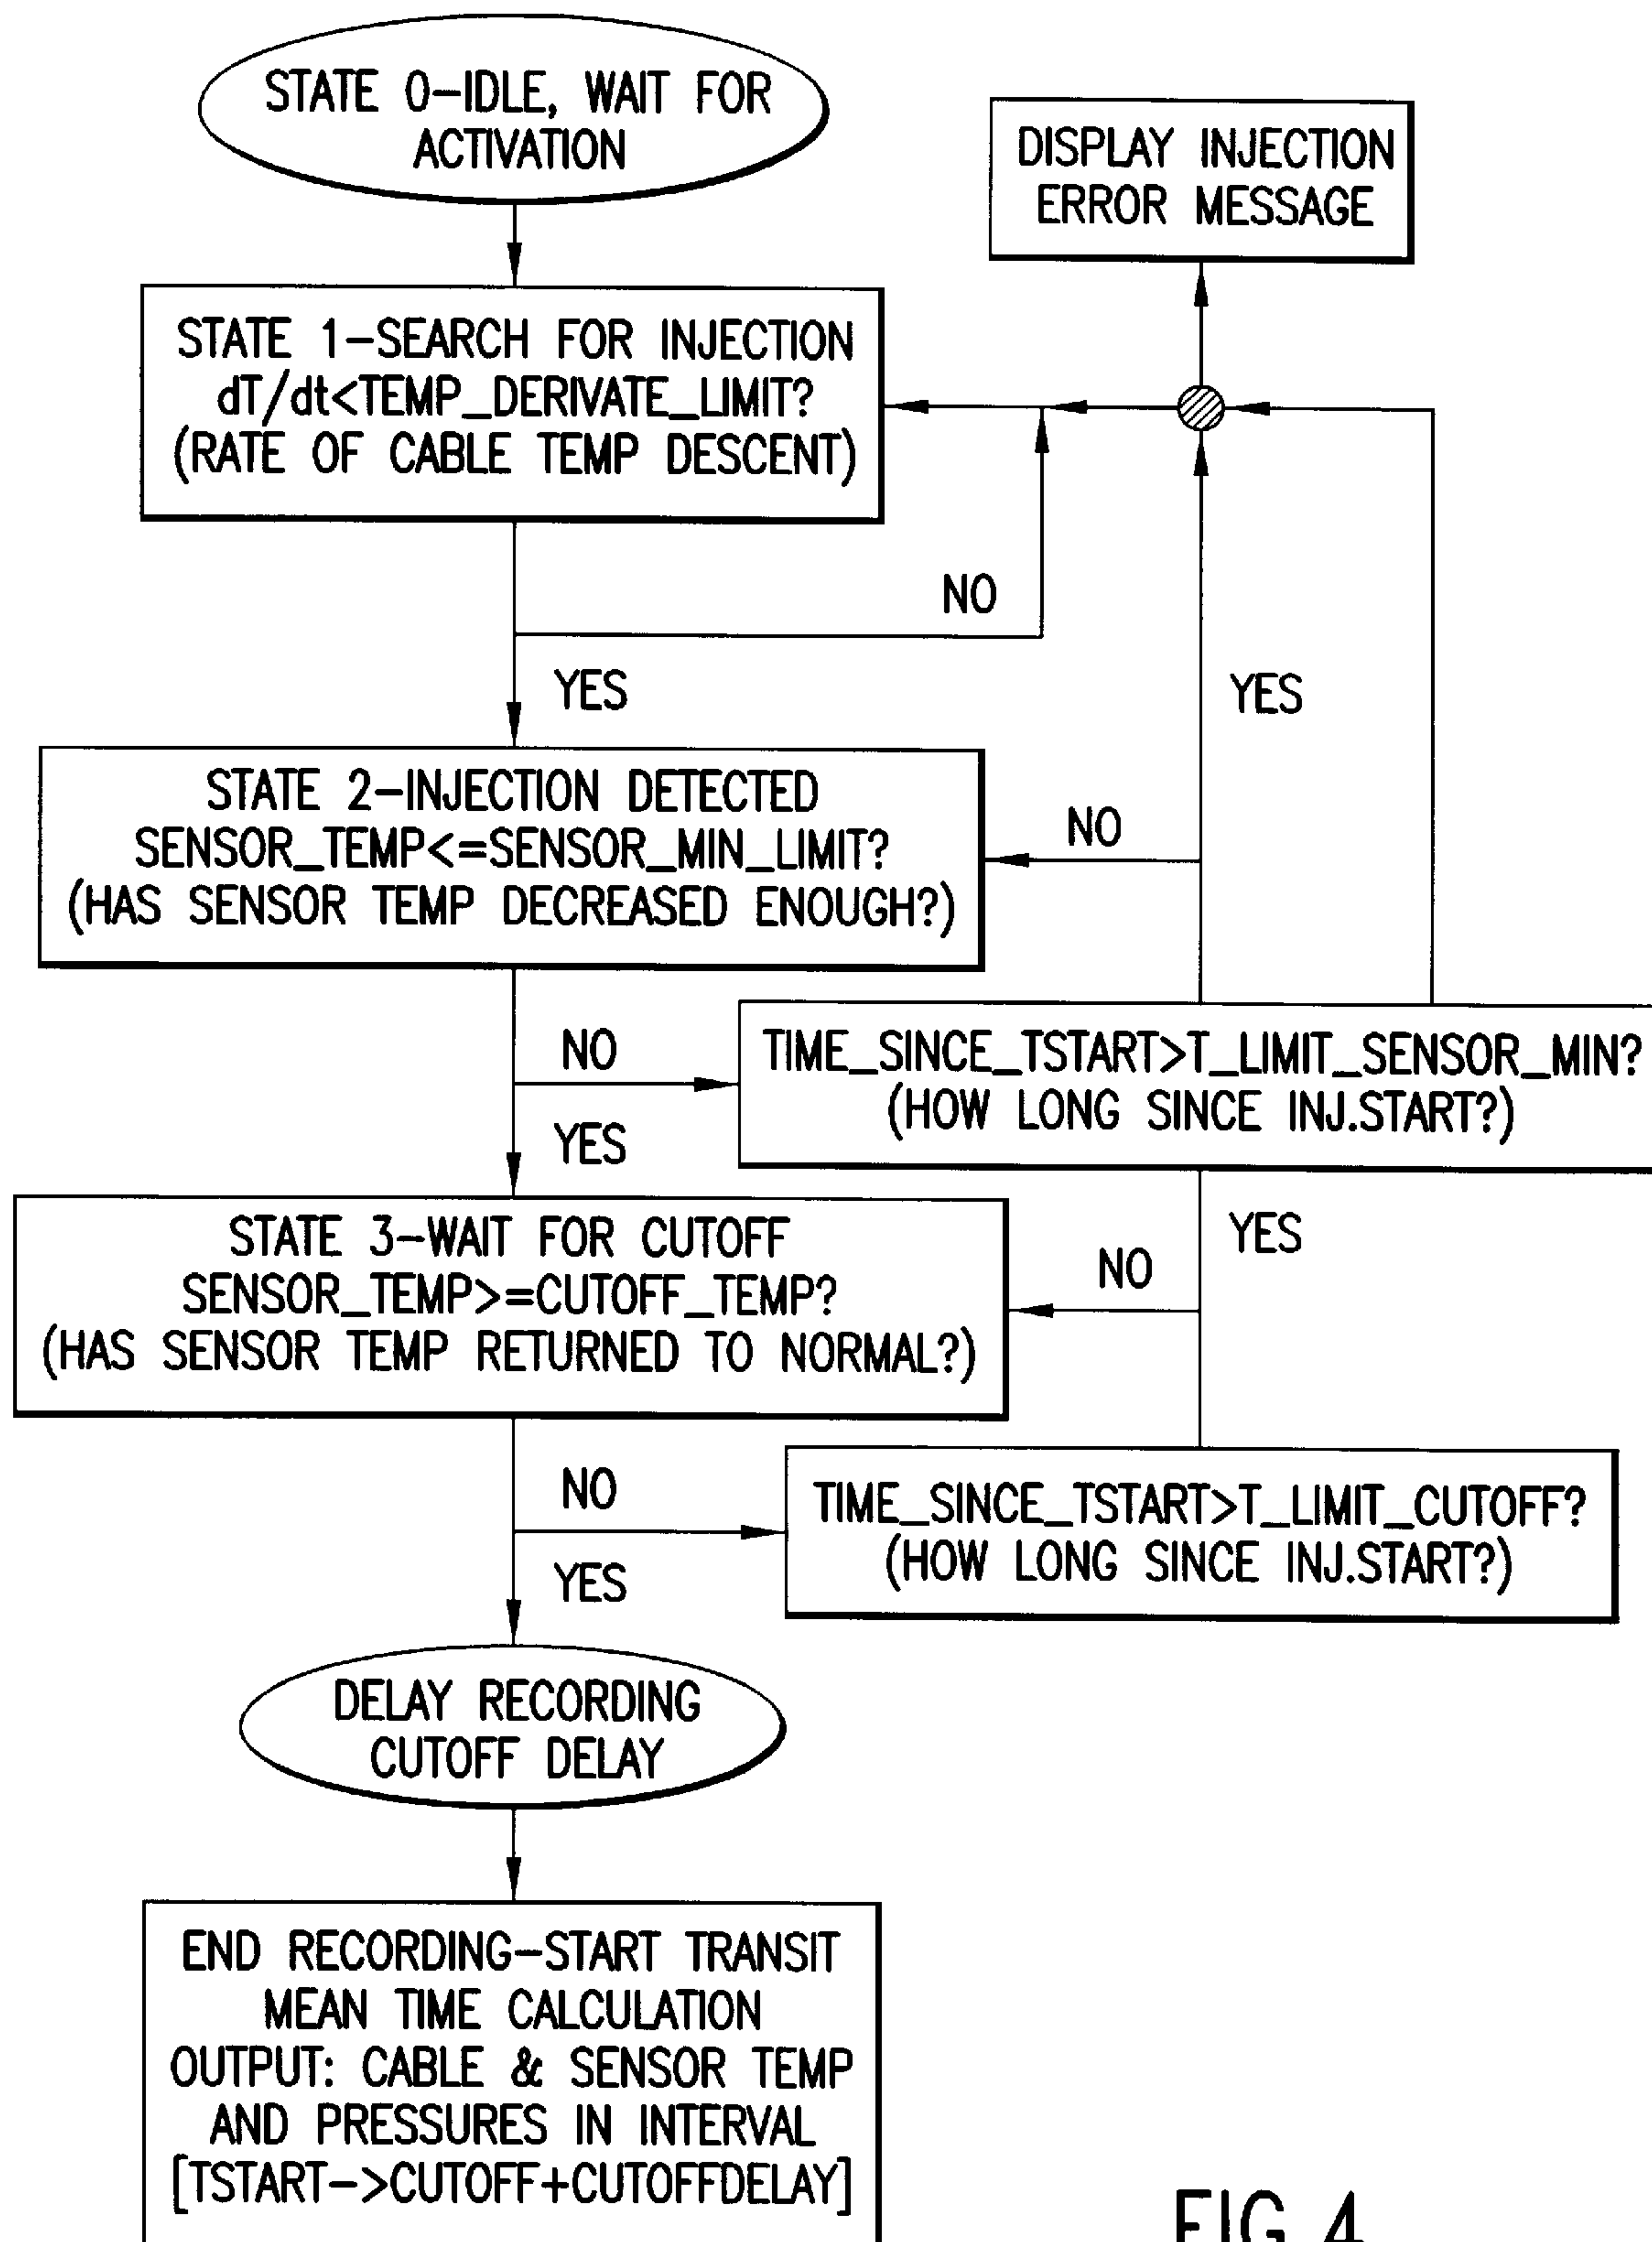 STATE 0-IDLE, WAIT FOR
ACTIVATION
DISPLAY INJECTION
ERROR MESSAGE
STATE 1-SEARCH FOR INJECTION
dT/dt<TEMP_DERIVATE_LIMIT?
(RATE OF CABLE TEMP DESCENT)
NO
YES
YES
STATE 2-INJECTION DETECTED
SENSOR_TEMP<=SENSOR_MIN_LIMIT?
(HAS SENSOR TEMP DECREASED ENOUGH?)
NO
NO
TIME_SINCE_TSTART>T_LIMIT_SENSOR_MIN?
(HOW LONG SINCE INJ.START?)
YES
STATE 3-WAIT FOR CUTOFF
SENSOR_TEMP>=CUTOFF_TEMP?
(HAS SENSOR TEMP RETURNED TO NORMAL?)
YES
NO
NO
TIME_SINCE_TSTART>T_LIMIT_CUTOFF?
(HOW LONG SINCE INJ.START?)
YES
DELAY RECORDING
CUTOFF DELAY
END RECORDING-START TRANSIT
MEAN TIME CALCULATION
OUTPUT: CABLE & SENSOR TEMP
AND PRESSURES IN INTERVAL
[TSTART->CUTOFF+CUTOFFDELAY]
FIG. 4